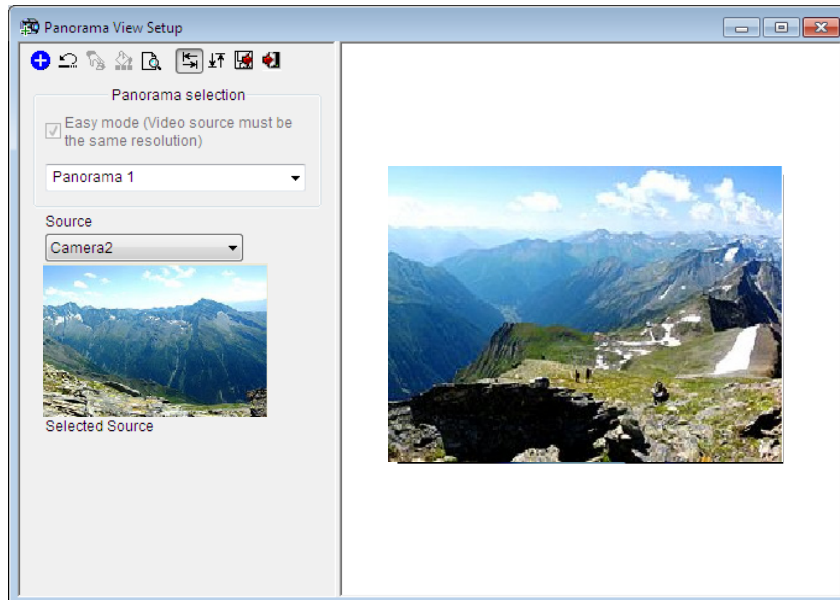 Panorama View Setup
Panorama selection
Easy mode (Video source must be
the same resolution)
Panorama 1
Source
Camera2
Selected Source